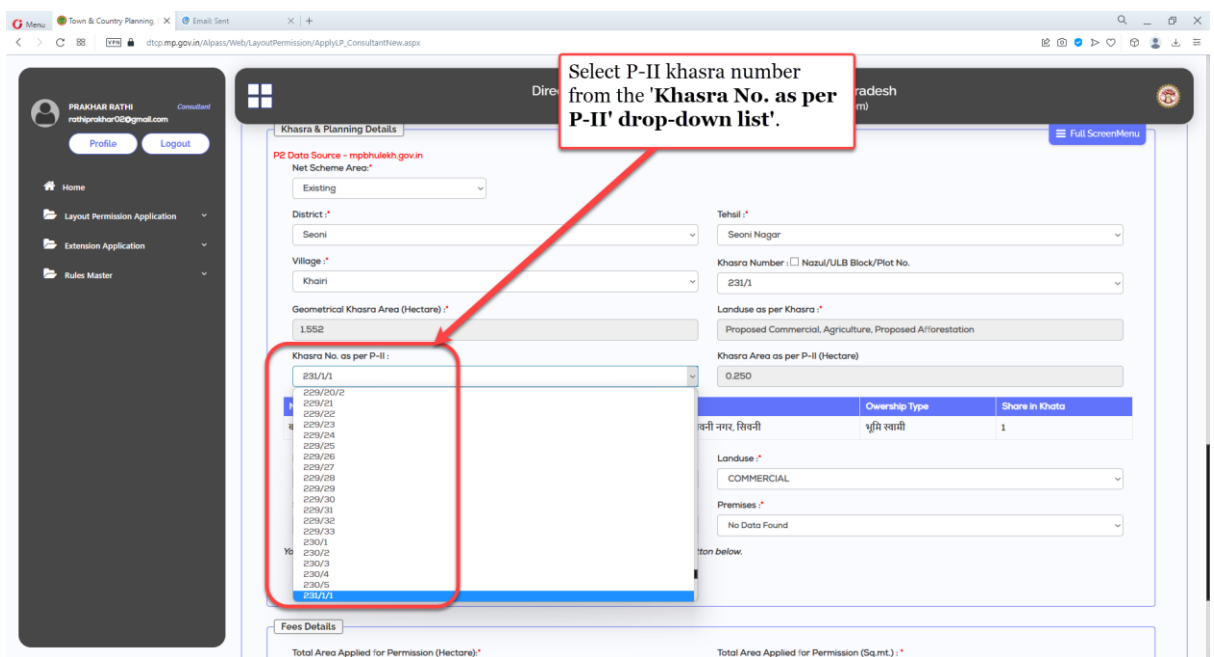 Menu
Town & Country Planning,
Email: Sent
VPN
dtcp.mp.gov.in/Alpass/Web/LayoutPermission/ApplyLP_ConsultantNew.aspx
Select P-II khasra number
from the 'Khasra No. as per
P-II' drop-down list'.
PRAKHAR RATHI
Consultant
rathiprakhar02@gmail.com
Profile
Logout
Home
Layout Permission Application
Extension Application
Rules Master
Khasra & Planning Details
Full ScreenMenu
P2 Data Source - mpbhulekh.gov.in
Net Scheme Area:*
Existing
District :*
Tehsil :*
Seoni
Seoni Nagar
Village :*
Khasra Number : Nazul/ULB Block/Plot No.
Khairi
231/1
Geometrical Khasra Area (Hectare) :*
Landuse as per Khasra :*
1.552
Proposed Commercial, Agriculture, Proposed Afforestation
Khasra No. as per P-II :
Khasra Area as per P-II (Hectare)
231/1/1
0.250
229/20/2
229/21
229/22
229/23
229/24
229/25
229/26
229/27
229/28
229/29
229/30
229/31
229/32
229/33
230/1
230/2
230/3
230/4
230/5
231/1/1
Owership Type
Share in Khata
नगर, सिवनी
भूमि स्वामी
1
Landuse :*
COMMERCIAL
Premises :*
No Data Found
below.
Fees Details
Total Area Applied for Permission (Hectare):*
Total Area Applied for Permission (Sq.mt.) : *